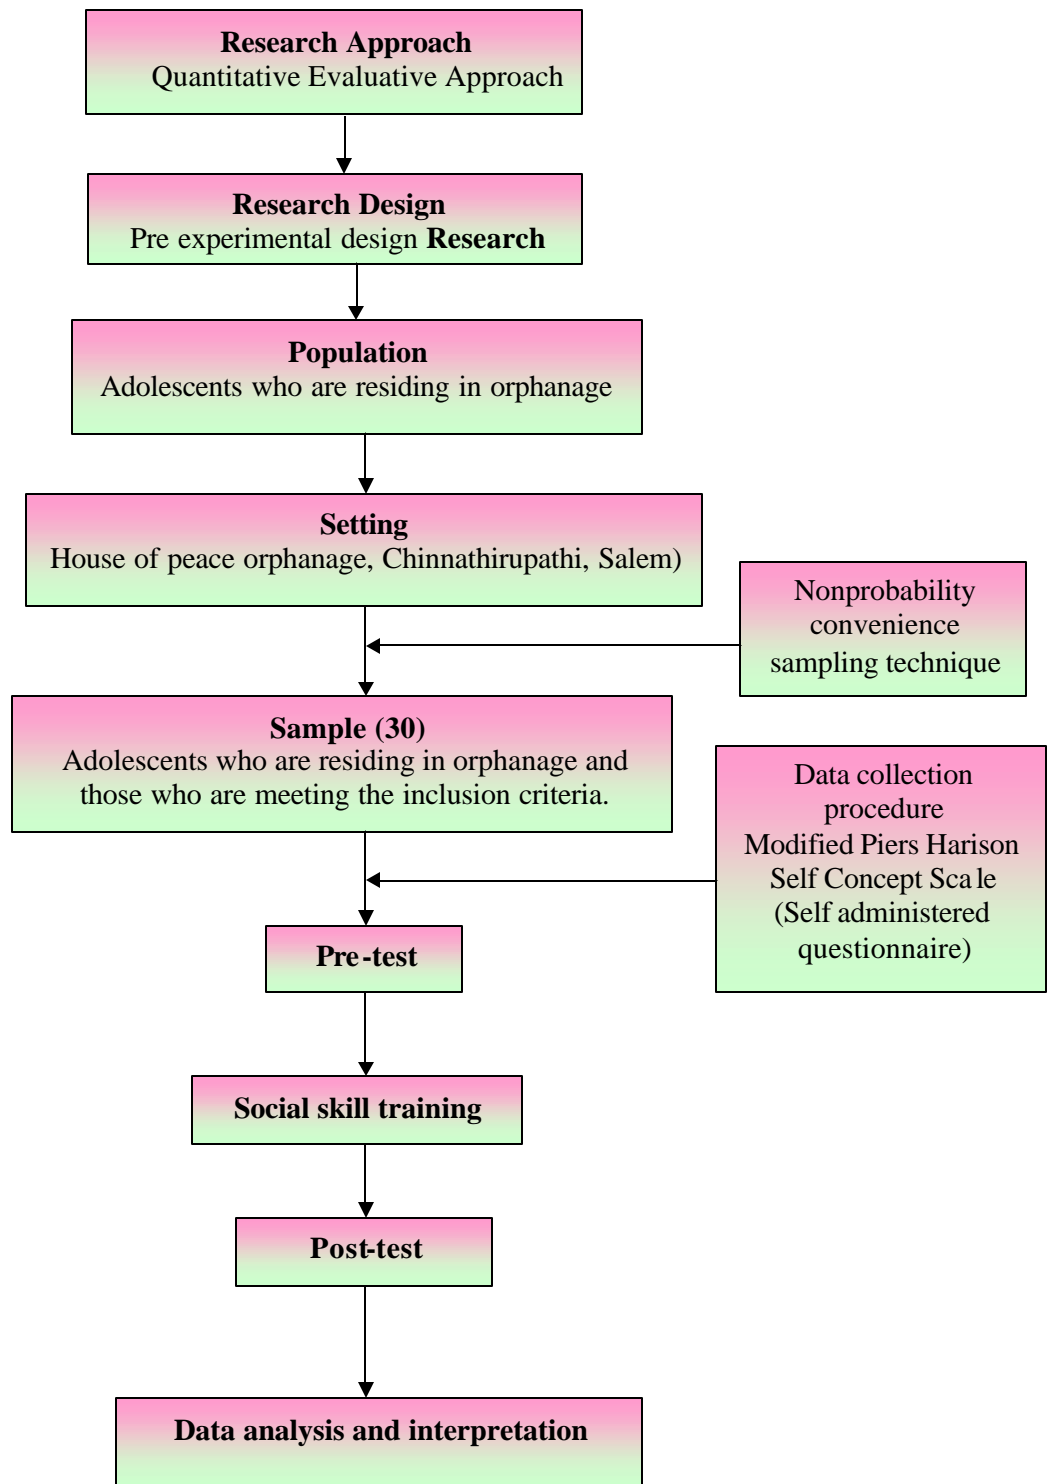 Research Approach
Quantitative Evaluative Approach
Research Design
Pre experimental design Research
Population
Adolescents who are residing in orphanage
Setting
House of peace orphanage, Chinnathirupathi, Salem)
Nonprobability
convenience
sampling technique
Sample (30)
Adolescents who are residing in orphanage and
those who are meeting the inclusion criteria.
Data collection
procedure
Modified Piers Harison
Self Concept Scale
(Self administered
questionnaire)
Pre-test
Social skill training
Post-test
Data analysis and interpretation